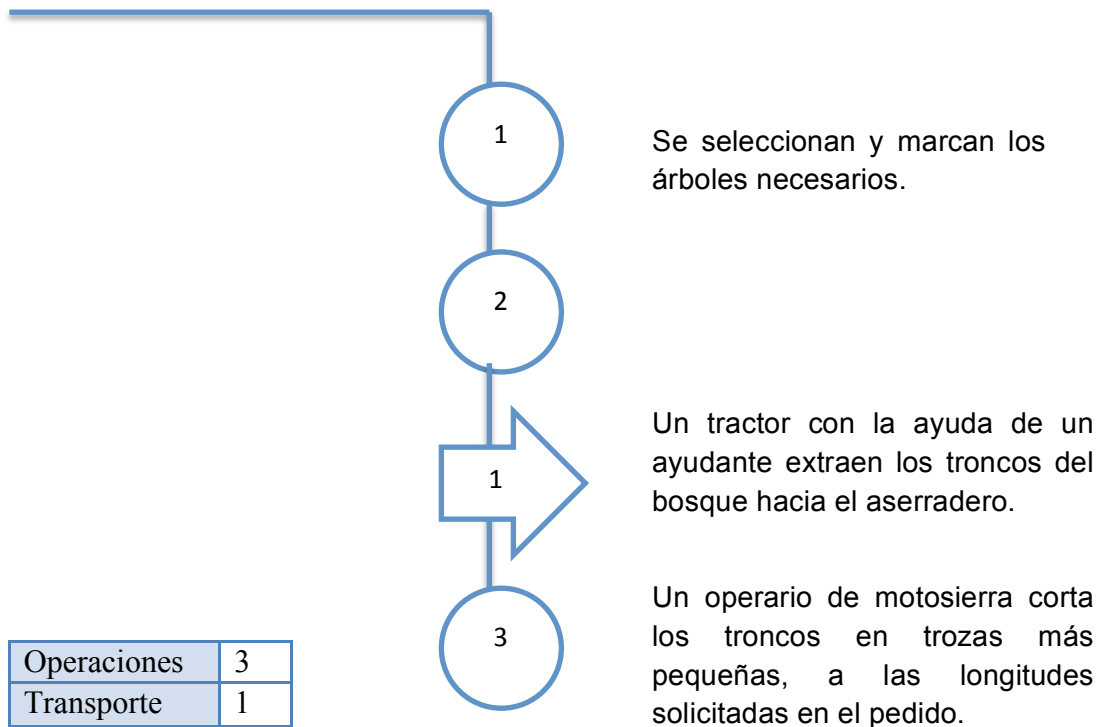 1
Se seleccionan y marcan los
árboles necesarios.
2
Un tractor con la ayuda de un
ayudante extraen los troncos del
bosque hacia el aserradero.
1
Un operario de motosierra corta
los troncos en trozas más
pequeñas, a las longitudes
solicitadas en el pedido.
3
Operaciones 3
Transporte 1